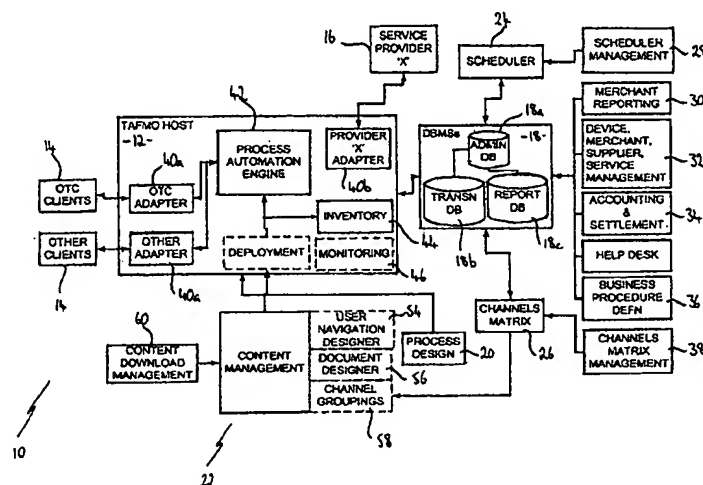 16
SERVICE
PROVIDER
'X'
24
SCHEDULER
SCHEDULER
MANAGEMENT
28
TAFMO HOST
-12-
42
PROCESS
AUTOMATION
ENGINE
PROVIDER
'X'
ADAPTER
40b
DBMSs
18a
-18-
ADMIN
DB
TRANSN
DB
REPORT
DB
18b
18c
MERCHANT
REPORTING
30
DEVICE,
MERCHANT,
SUPPLIER,
SERVICE
MANAGEMENT
32
ACCOUNTING
&
SETTLEMENT.
34
HELP DESK
BUSINESS
PROCEDURE
DEFN
36
CHANNELS
MATRIX
MANAGEMENT
38
14
OTC
CLIENTS
40a
OTC
ADAPTER
OTHER
CLIENTS
14
OTHER
ADAPTER
40a
INVENTORY
44
DEPLOYMENT
MONITORING
46
CHANNELS
MATRIX
26
60
CONTENT
DOWNLOAD
MANAGEMENT
CONTENT
MANAGEMENT
USER
NAVIGATION
DESIGNER
54
DOCUMENT
DESIGNER
56
CHANNEL
GROUPINGS
58
PROCESS
DESIGN
20
10
22